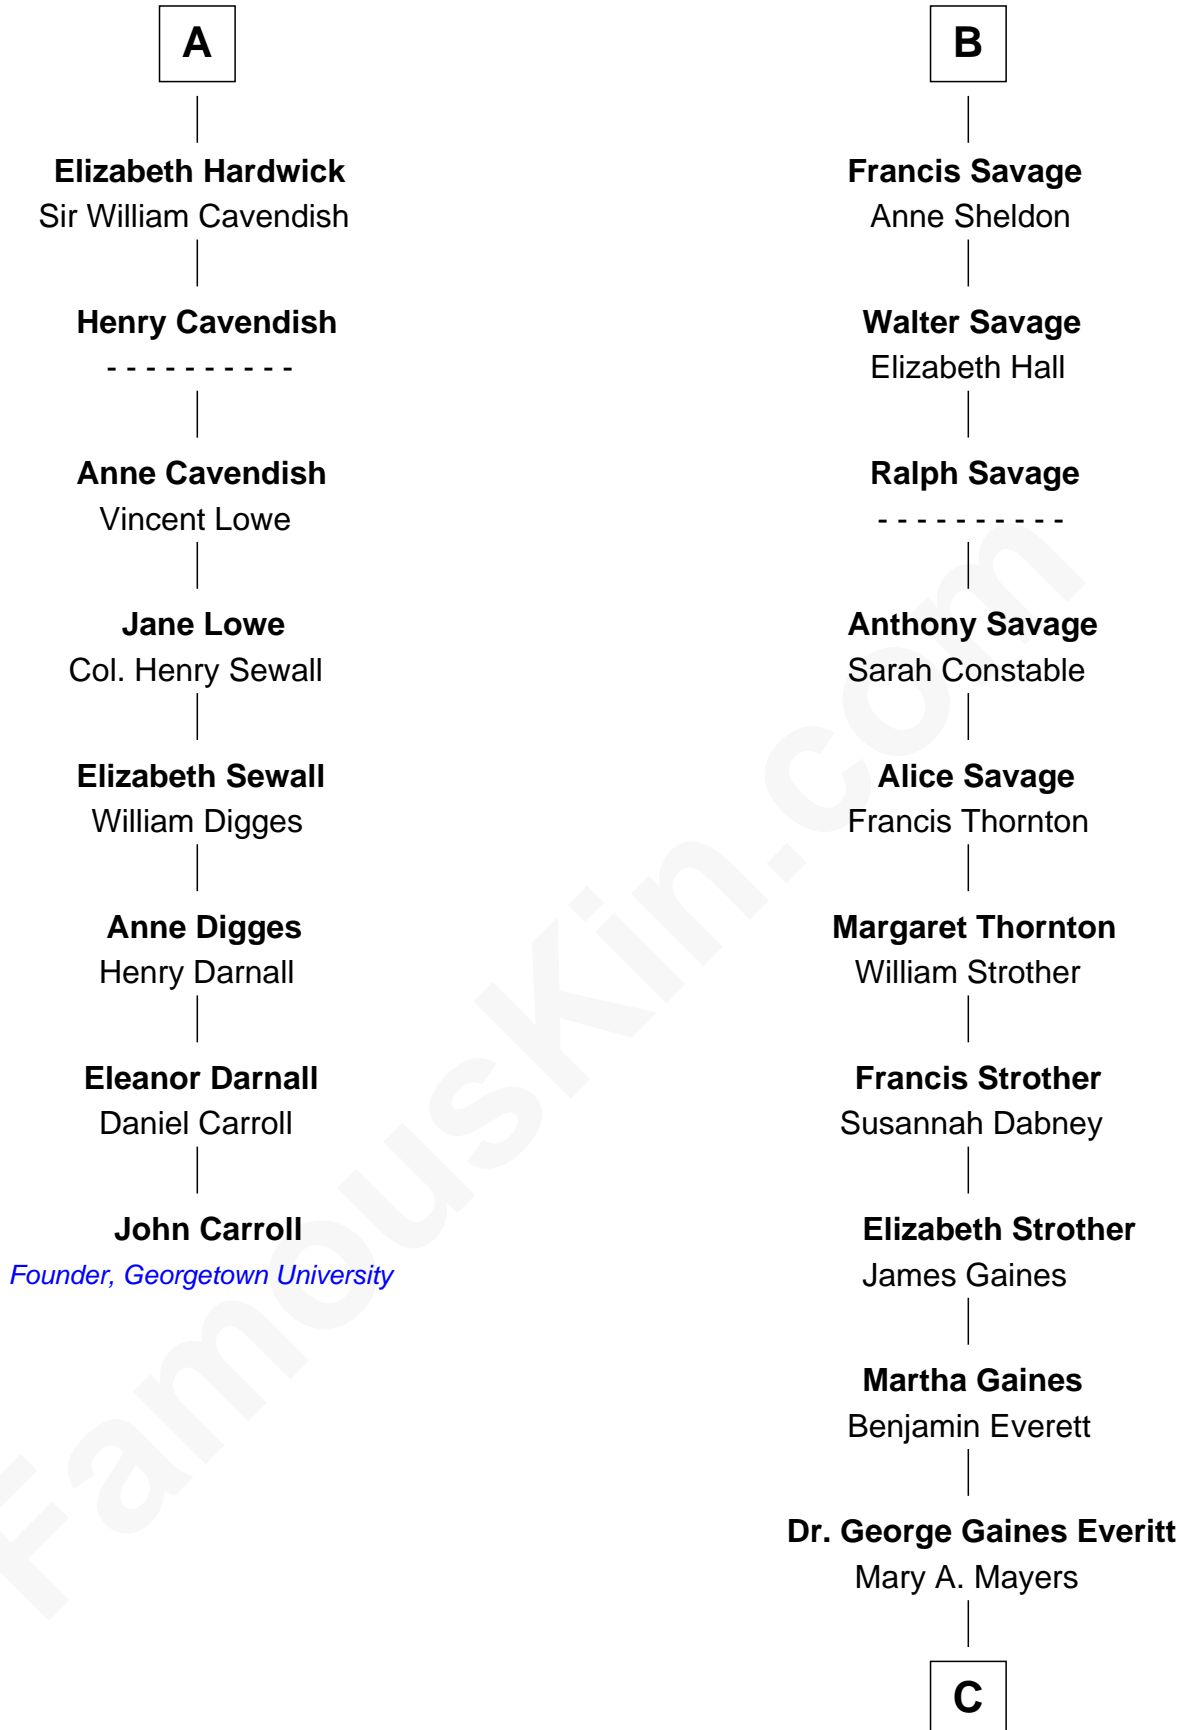 A
Elizabeth Hardwick
Sir William Cavendish
Henry Cavendish
- - - - - - - - - -
Anne Cavendish
Vincent Lowe
Jane Lowe
Col. Henry Sewall
Elizabeth Sewall
William Digges
Anne Digges
Henry Darnall
Eleanor Darnall
Daniel Carroll
John Carroll
Founder, Georgetown University
B
Francis Savage
Anne Sheldon
Walter Savage
Elizabeth Hall
Ralph Savage
- - - - - - - - - -
Anthony Savage
Sarah Constable
Alice Savage
Francis Thornton
Margaret Thornton
William Strother
Francis Strother
Susannah Dabney
Elizabeth Strother
James Gaines
Martha Gaines
Benjamin Everett
Dr. George Gaines Everitt
Mary A. Mayers
C
FamousKin.com